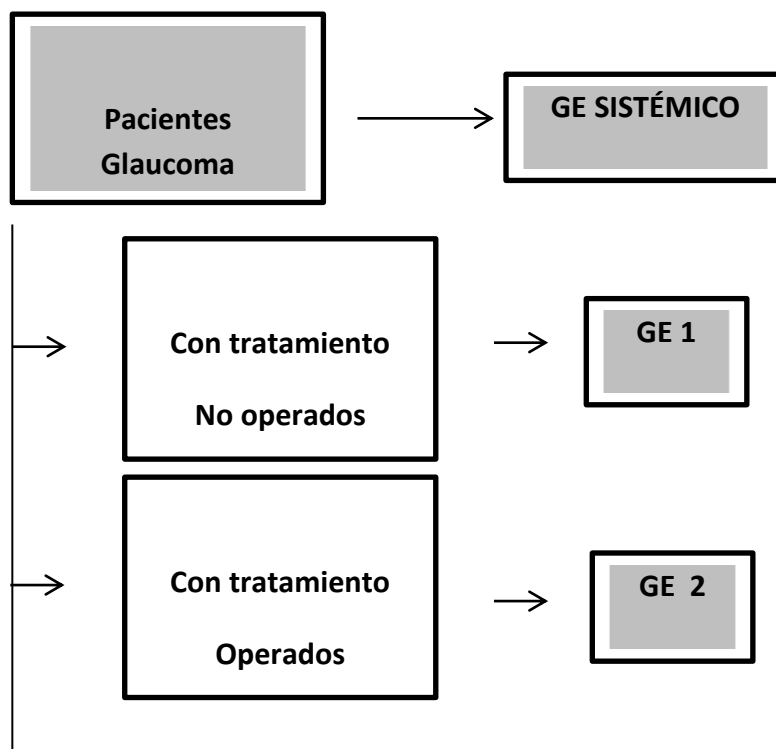 Pacientes
Glaucoma
GE SISTÉMICO
Con tratamiento
No operados
GE 1
Con tratamiento
Operados
GE 2